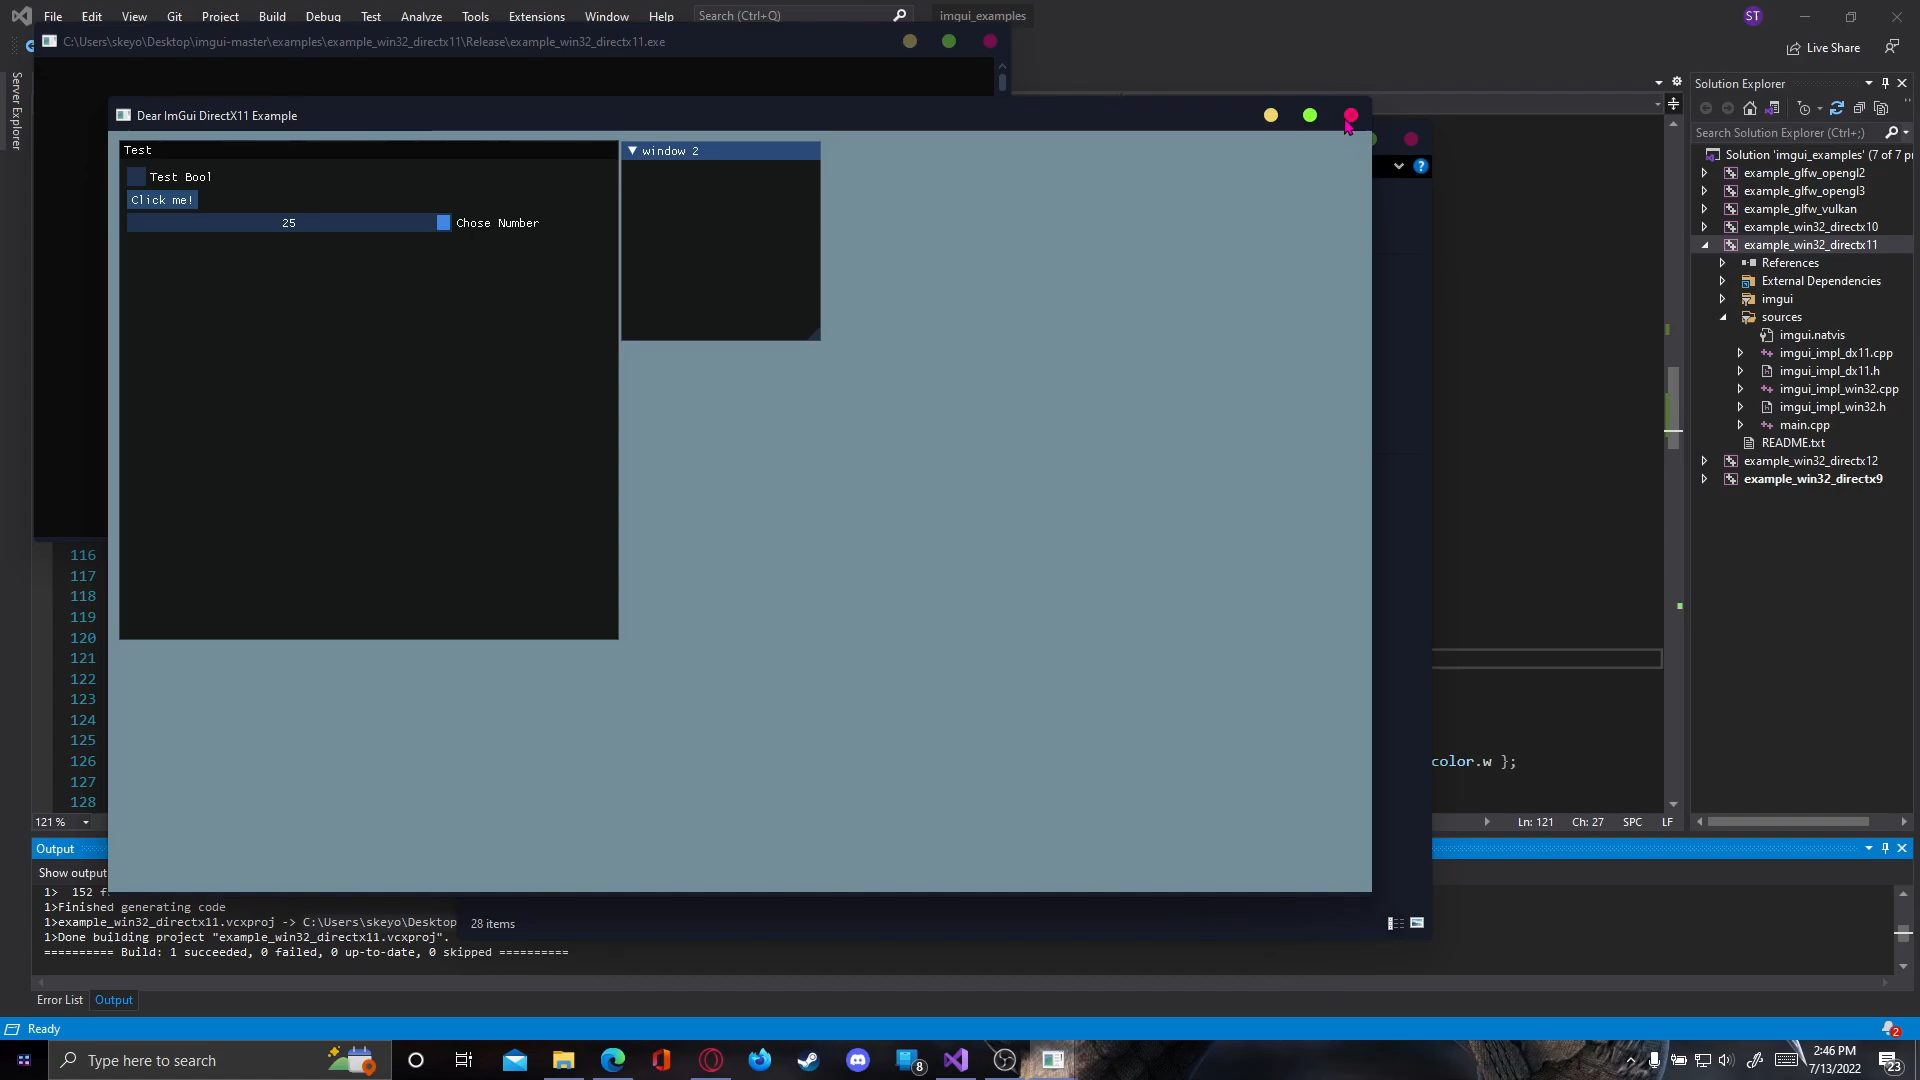 File Edit View Git Project Build Debug Test Analyze Tools Extensions Window Help Search (Ctrl+Q) imgui_examples ST
C:\Users\skeyo\Desktop\imgui-master\examples\example_win32_directx11\Release\example_win32_directx11.exe
Live Share
Server Explorer
Solution Explorer
Search Solution Explorer (Ctrl+;)
Solution 'imgui_examples' (7 of 7 pr
example_glfw_opengl2
example_glfw_opengl3
example_glfw_vulkan
example_win32_directx10
example_win32_directx11
References
External Dependencies
imgui
sources
imgui.natvis
imgui_impl_dx11.cpp
imgui_impl_dx11.h
imgui_impl_win32.cpp
imgui_impl_win32.h
main.cpp
README.txt
example_win32_directx12
example_win32_directx9
Dear ImGui DirectX11 Example
Test
Test Bool
Click me!
25 Chose Number
window 2
116
117
118
119
120
121
122
123
124
125
126
127
128
color.w };
121 %
Ln: 121 Ch: 27 SPC LF
Output
Show output
1> 152 f
1>Finished generating code
1>example_win32_directx11.vcxproj -> C:\Users\skeyo\Desktop
1>Done building project "example_win32_directx11.vcxproj".
========== Build: 1 succeeded, 0 failed, 0 up-to-date, 0 skipped ==========
28 items
Error List Output
Ready
2
Type here to search
8
2:46 PM
7/13/2022
23